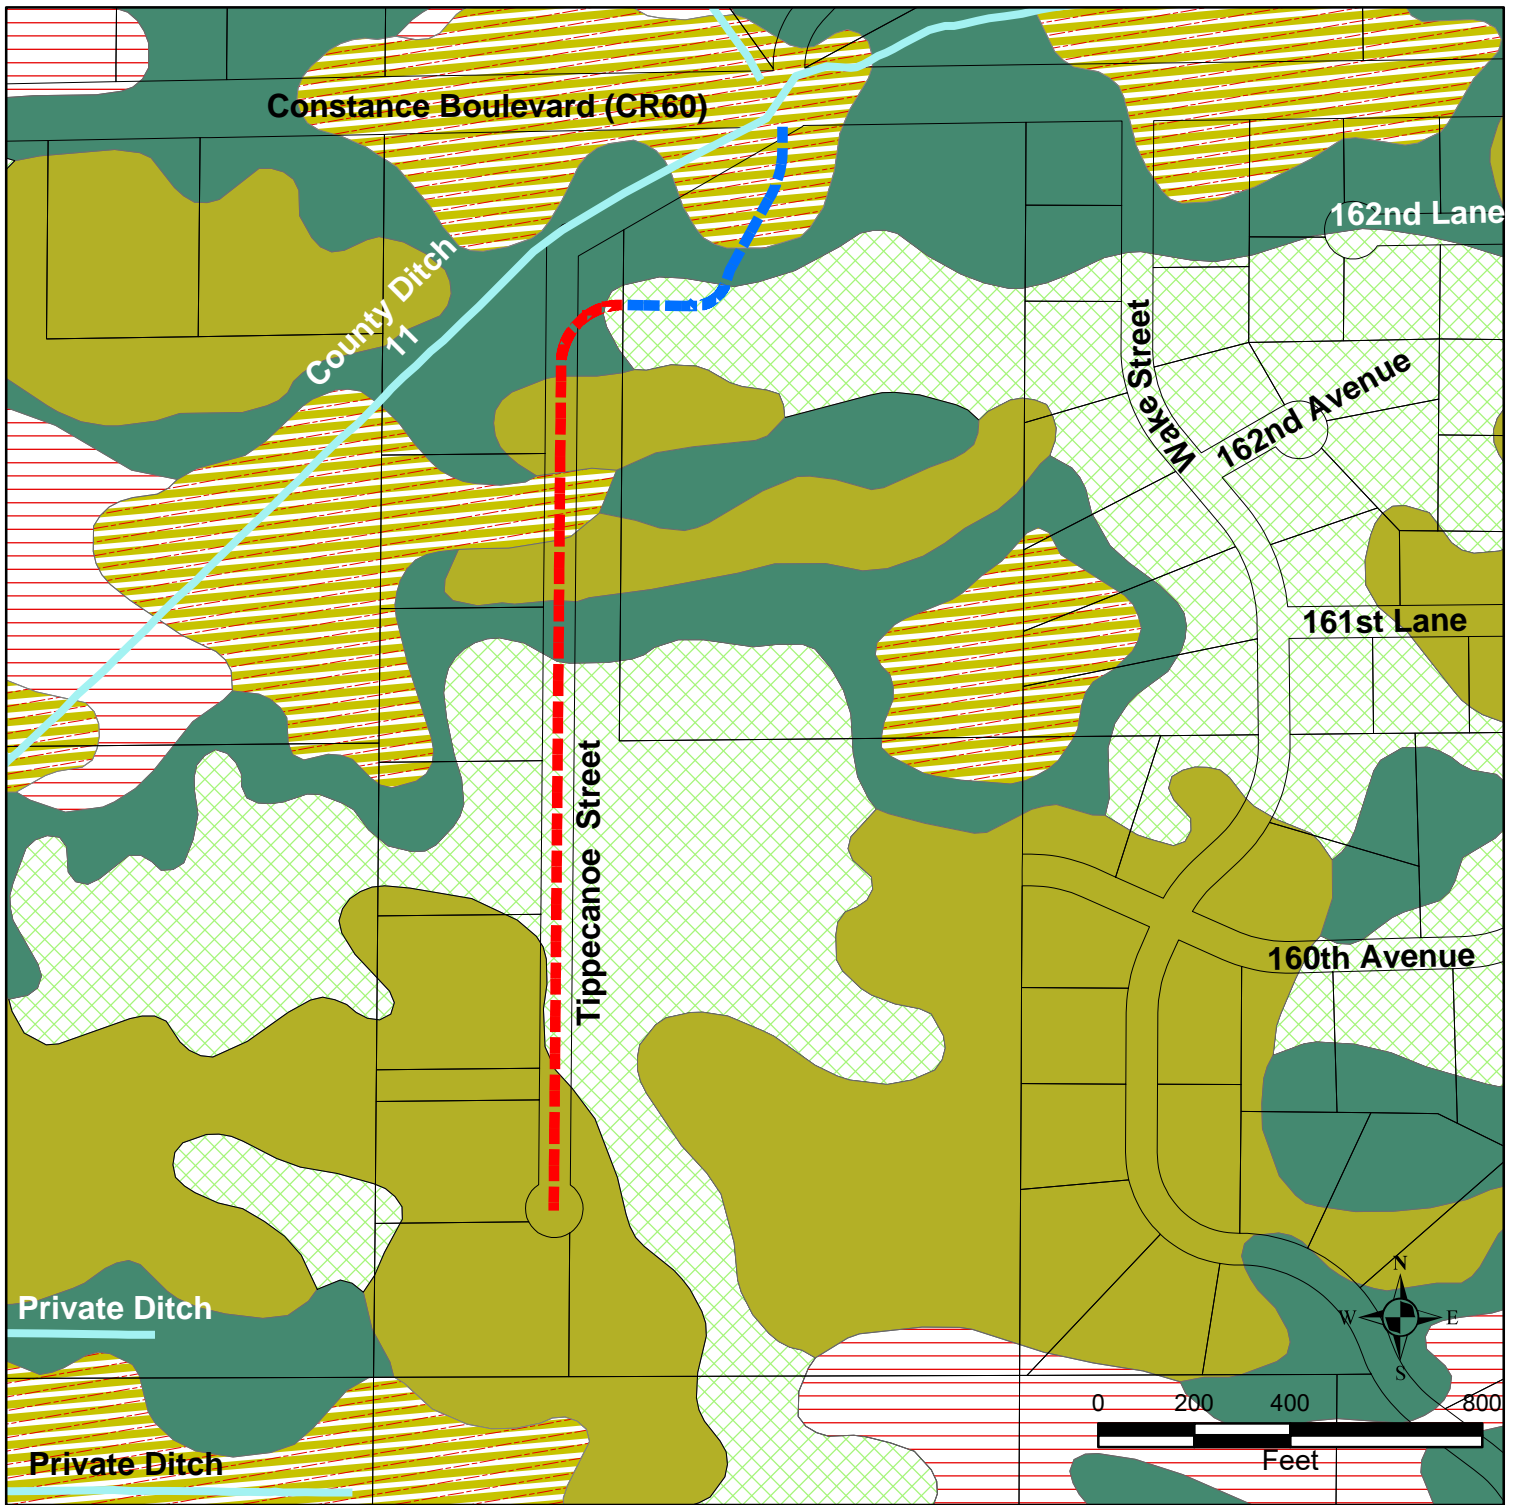 Constance Boulevard (CR60)
162nd Lane
County Ditch
11
Wake Street
162nd Avenue
161st Lane
Tippecanoe Street
160th Avenue
N
W E
S
Private Ditch
0 200 400 800
Feet
Private Ditch